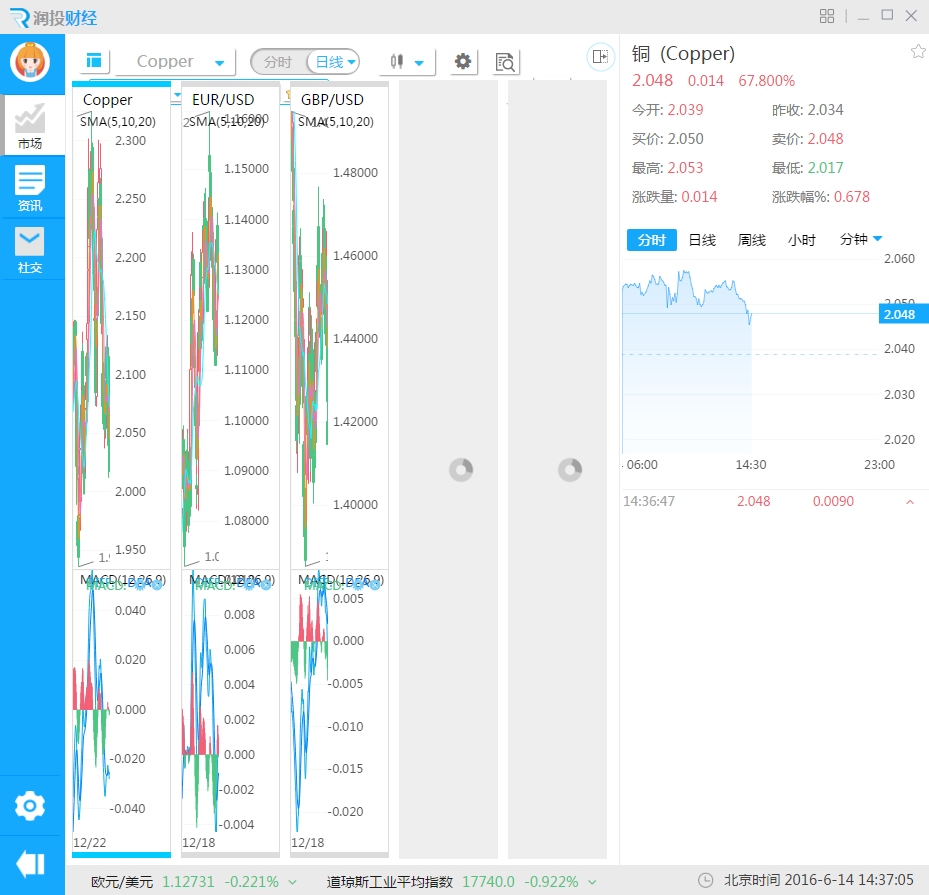 润投财经
市场
资讯
社交
Copper
分时
日线
Copper
SMA(5,10,20)
2.300
2.250
2.200
2.150
2.100
2.050
2.000
1.950
MACD(12,26,9)
MACD:
0.040
0.020
0.000
-0.020
-0.040
12/22
EUR/USD
SMA(5,10,20)
1.16000
1.15000
1.14000
1.13000
1.12000
1.11000
1.10000
1.09000
1.08000
MACD(12,26,9)
MACD:
0.008
0.006
0.004
0.002
0.000
-0.002
-0.004
12/18
GBP/USD
SMA(5,10,20)
1.48000
1.46000
1.44000
1.42000
1.40000
MACD(12,26,9)
MACD:
0.005
0.000
-0.005
-0.010
-0.015
-0.020
12/18
铜 (Copper)
2.048 0.014 67.800%
今开: 2.039 昨收: 2.034
买价: 2.050 卖价: 2.048
最高: 2.053 最低: 2.017
涨跌量: 0.014 涨跌幅%: 0.678
分时 日线 周线 小时 分钟
2.060
2.050
2.048
2.040
2.030
2.020
06:00 14:30 23:00
14:36:47 2.048 0.0090
欧元/美元 1.12731 -0.221% 道琼斯工业平均指数 17740.0 -0.922% 北京时间 2016-6-14 14:37:05